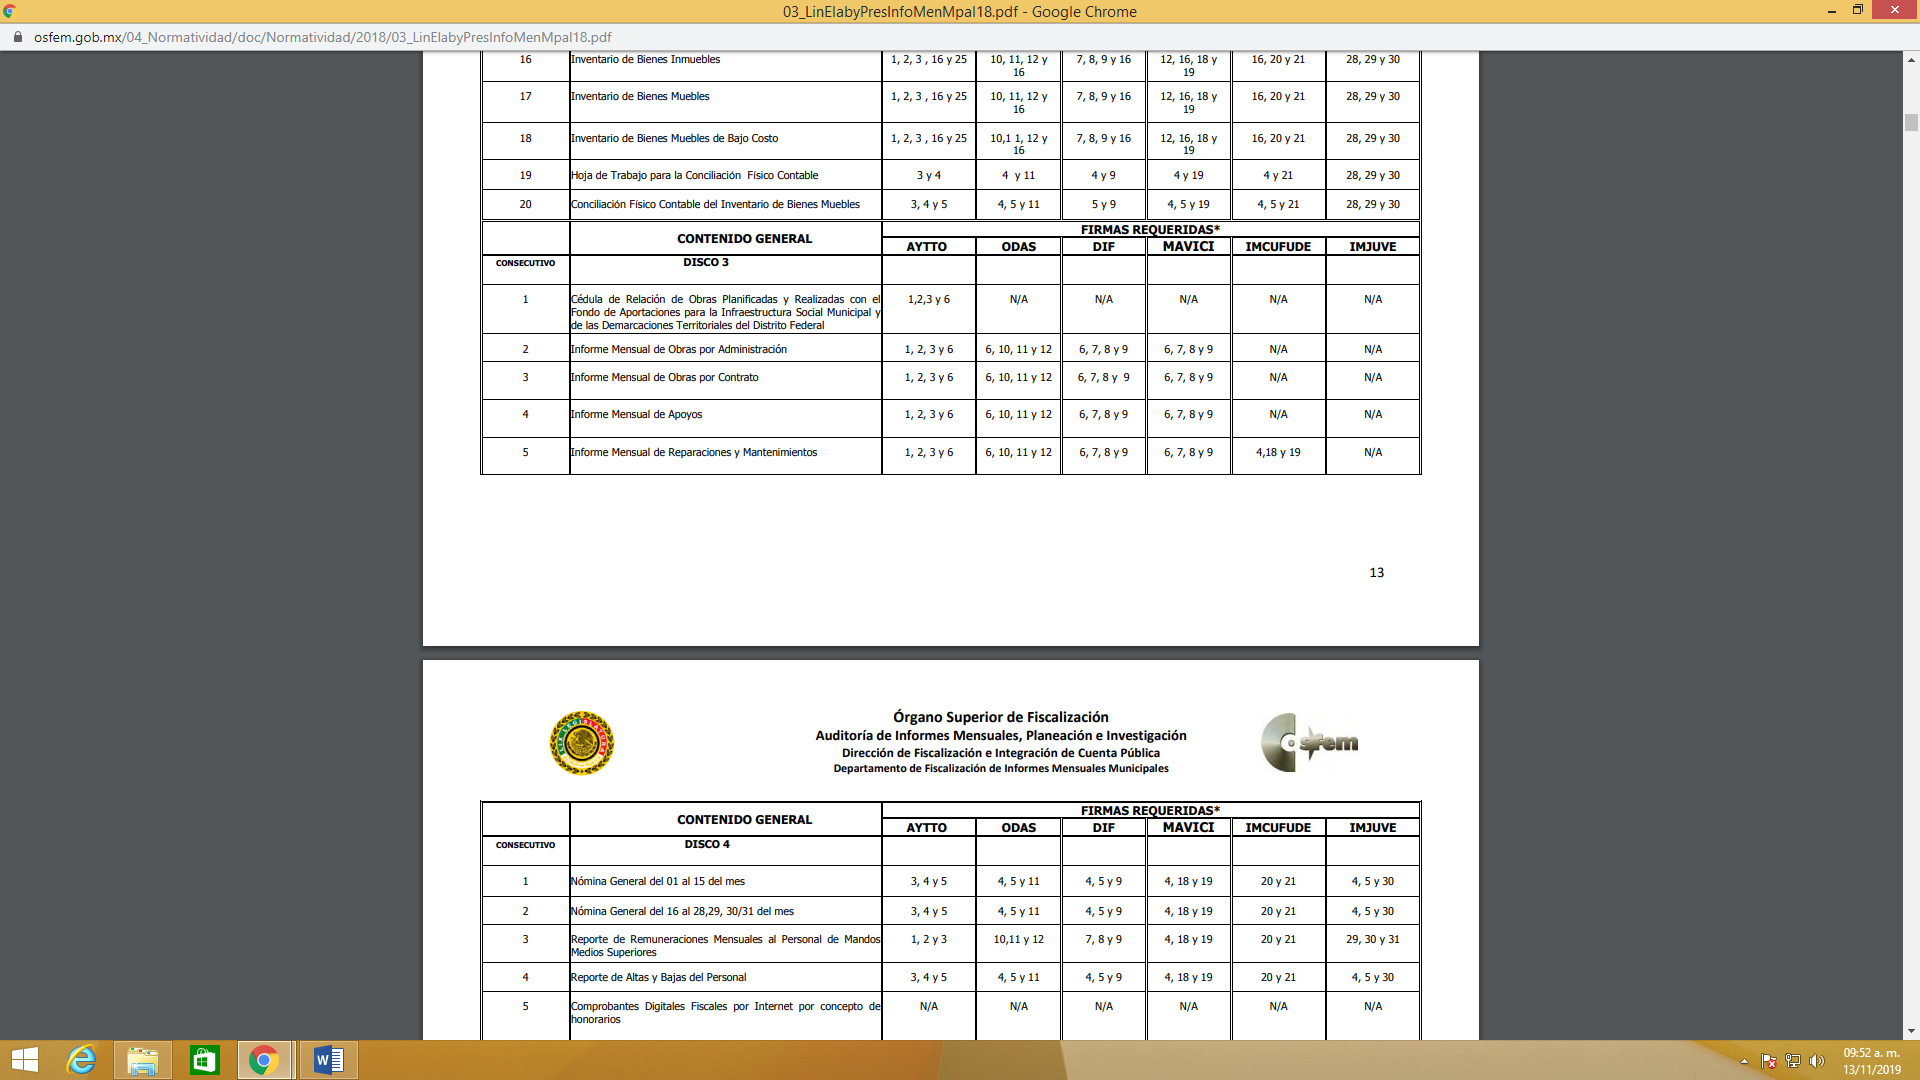 03_LinElabyPresInfoMenMpal18.pdf - Google Chrome
osfem.gob.mx/04_Normatividad/doc/Normatividad/2018/03_LinElabyPresInfoMenMpal18.pdf
16 Inventario de Bienes Inmuebles 1, 2, 3 , 16 y 25 10, 11, 12 y 16 7, 8, 9 y 16 12, 16, 18 y 19 16, 20 y 21 28, 29 y 30
17 Inventario de Bienes Muebles 1, 2, 3 , 16 y 25 10, 11, 12 y 16 7, 8, 9 y 16 12, 16, 18 y 19 16, 20 y 21 28, 29 y 30
18 Inventario de Bienes Muebles de Bajo Costo 1, 2, 3 , 16 y 25 10,1 1, 12 y 16 7, 8, 9 y 16 12, 16, 18 y 19 16, 20 y 21 28, 29 y 30
19 Hoja de Trabajo para la Conciliación Físico Contable 3 y 4 4 y 11 4 y 9 4 y 19 4 y 21 28, 29 y 30
20 Conciliación Físico Contable del Inventario de Bienes Muebles 3, 4 y 5 4, 5 y 11 5 y 9 4, 5 y 19 4, 5 y 21 28, 29 y 30
CONTENIDO GENERAL FIRMAS REQUERIDAS*
AYTTO ODAS DIF MAVICI IMCUFUDE IMJUVE
CONSECUTIVO DISCO 3
1 Cédula de Relación de Obras Planificadas y Realizadas con el 1,2,3 y 6 N/A N/A N/A N/A N/A
Fondo de Aportaciones para la Infraestructura Social Municipal y
de las Demarcaciones Territoriales del Distrito Federal
2 Informe Mensual de Obras por Administración 1, 2, 3 y 6 6, 10, 11 y 12 6, 7, 8 y 9 6, 7, 8 y 9 N/A N/A
3 Informe Mensual de Obras por Contrato 1, 2, 3 y 6 6, 10, 11 y 12 6, 7, 8 y 9 6, 7, 8 y 9 N/A N/A
4 Informe Mensual de Apoyos 1, 2, 3 y 6 6, 10, 11 y 12 6, 7, 8 y 9 6, 7, 8 y 9 N/A N/A
5 Informe Mensual de Reparaciones y Mantenimientos 1, 2, 3 y 6 6, 10, 11 y 12 6, 7, 8 y 9 6, 7, 8 y 9 4,18 y 19 N/A
13
Órgano Superior de Fiscalización
Auditoría de Informes Mensuales, Planeación e Investigación
Dirección de Fiscalización e Integración de Cuenta Pública
Departamento de Fiscalización de Informes Mensuales Municipales
osfem
CONTENIDO GENERAL FIRMAS REQUERIDAS*
AYTTO ODAS DIF MAVICI IMCUFUDE IMJUVE
CONSECUTIVO DISCO 4
1 Nómina General del 01 al 15 del mes 3, 4 y 5 4, 5 y 11 4, 5 y 9 4, 18 y 19 20 y 21 4, 5 y 30
2 Nómina General del 16 al 28,29, 30/31 del mes 3, 4 y 5 4, 5 y 11 4, 5 y 9 4, 18 y 19 20 y 21 4, 5 y 30
3 Reporte de Remuneraciones Mensuales al Personal de Mandos 1, 2 y 3 10,11 y 12 7, 8 y 9 4, 18 y 19 20 y 21 29, 30 y 31
Medios Superiores
4 Reporte de Altas y Bajas del Personal 3, 4 y 5 4, 5 y 11 4, 5 y 9 4, 18 y 19 20 y 21 4, 5 y 30
5 Comprobantes Digitales Fiscales por Internet por concepto de N/A N/A N/A N/A N/A N/A
honorarios
09:52 a. m.
13/11/2019